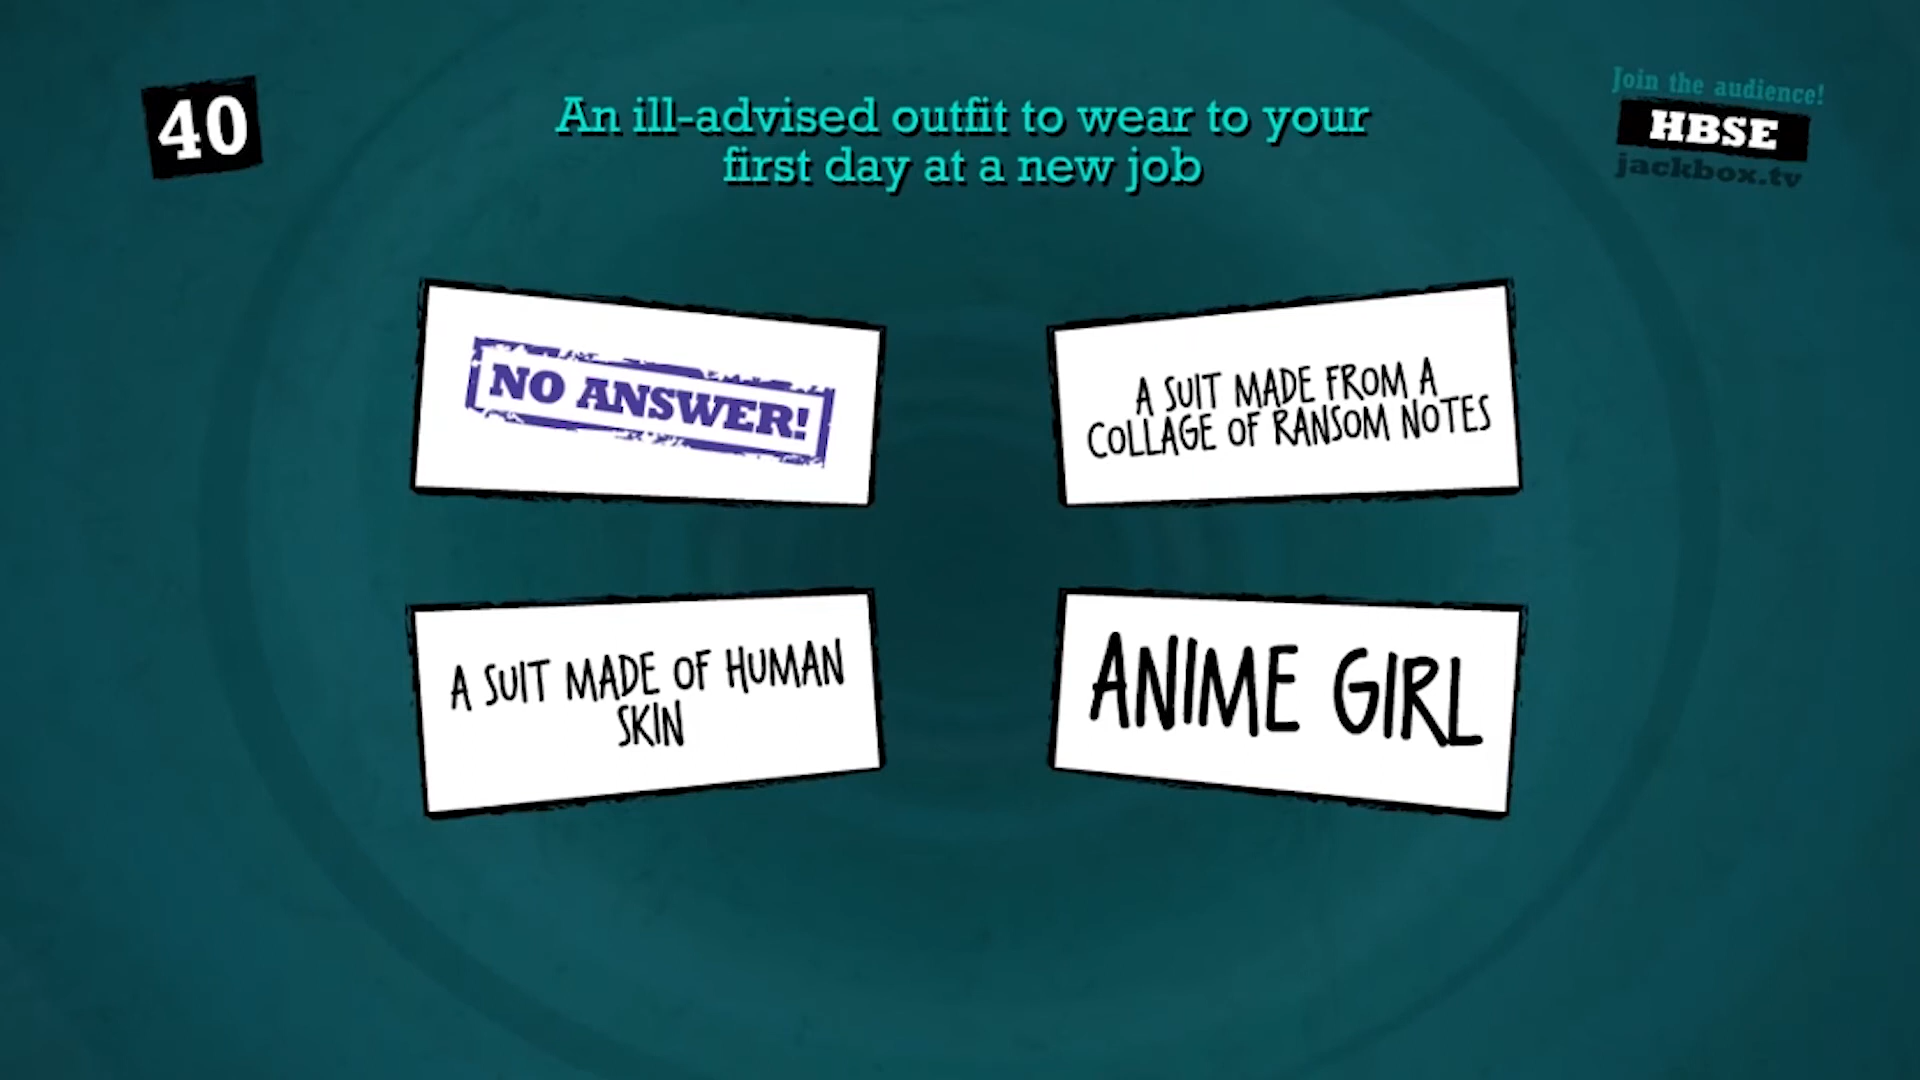 40
An ill-advised outfit to wear to your
first day at a new job
Join the audience!
HBSE
jackbox.tv
NO ANSWER!
A SUIT MADE FROM A
COLLAGE OF RANSOM NOTES
A SUIT MADE OF HUMAN
SKIN
ANIME GIRL